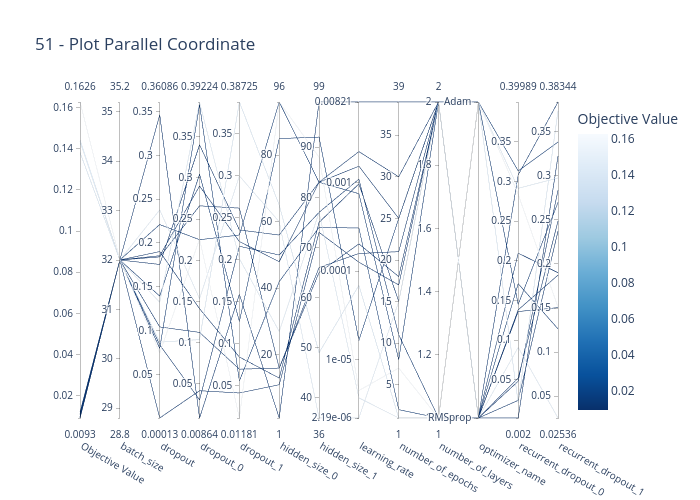 51 - Plot Parallel Coordinate
0.1626 35.2 0.36086 0.39224 0.38725 96 99 0.00821 39 2 Adam 0.39989 0.38344
0.16 0.14 0.12 0.1 0.08 0.06 0.04 0.02
35 34 33 32 31 30 29
0.35 0.3 0.25 0.2 0.15 0.1 0.05
0.35 0.3 0.25 0.2 0.15 0.1 0.05
0.35 0.3 0.25 0.2 0.15 0.1 0.05
80 60 40 20
90 80 70 60 50 40
0.001 0.0001 1e-05
35 30 25 20 15 10 5
2 1.8 1.6 1.4 1.2 1
0.35 0.3 0.25 0.2 0.15 0.1 0.05
0.35 0.3 0.25 0.2 0.15 0.1 0.05
0.0093 28.8 0.00013 0.00864 0.01181 1 36 2.19e-06 1 1 RMSprop 0.002 0.02536
Objective Value
batch_size
dropout
dropout_0
dropout_1
hidden_size_0
hidden_size_1
learning_rate
number_of_epochs
number_of_layers
optimizer_name
recurrent_dropout_0
recurrent_dropout_1
Objective Value
0.16
0.14
0.12
0.1
0.08
0.06
0.04
0.02